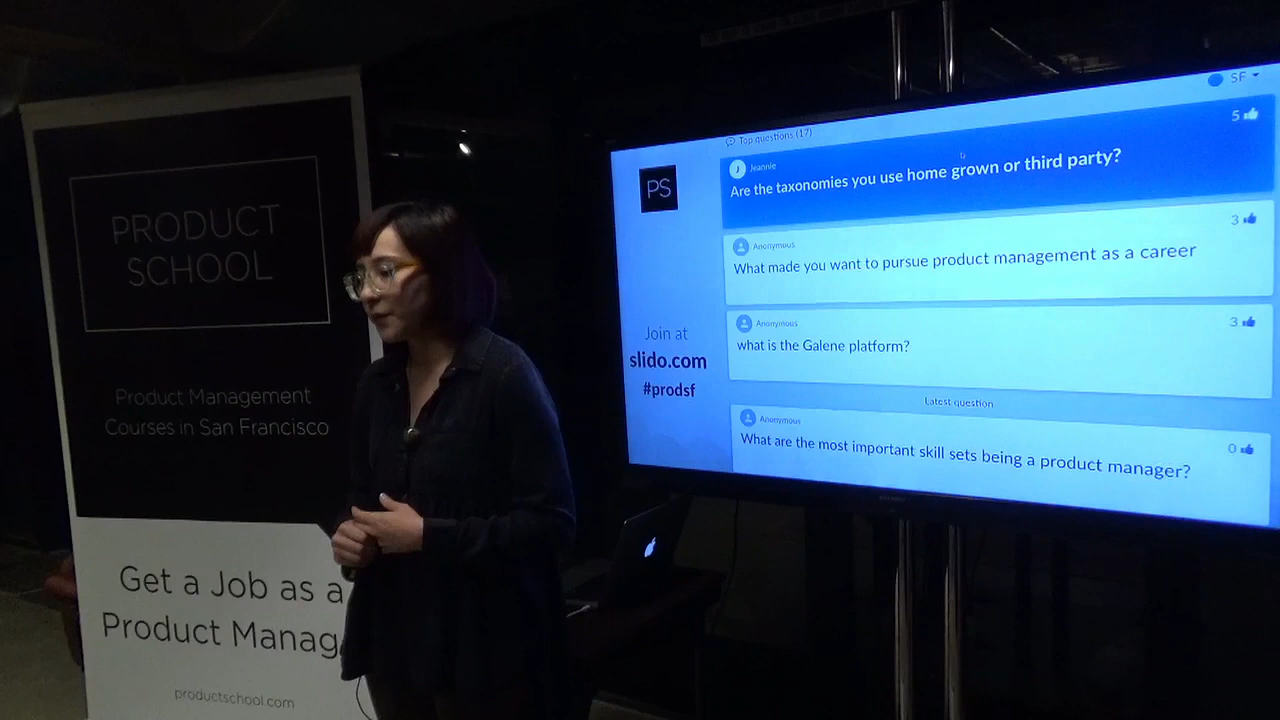 PRODUCT
SCHOOL
Product Management
Courses in San Francisco
Get a Job as a
Product Manag
productschool.com
SF
Top questions (17)
PS
5
J
Jeannie
Are the taxonomies you use home grown or third party?
3
Anonymous
What made you want to pursue product management as a career
3
Anonymous
what is the Galene platform?
Join at
slido.com
#prodsf
Latest question
0
Anonymous
What are the most important skill sets being a product manager?